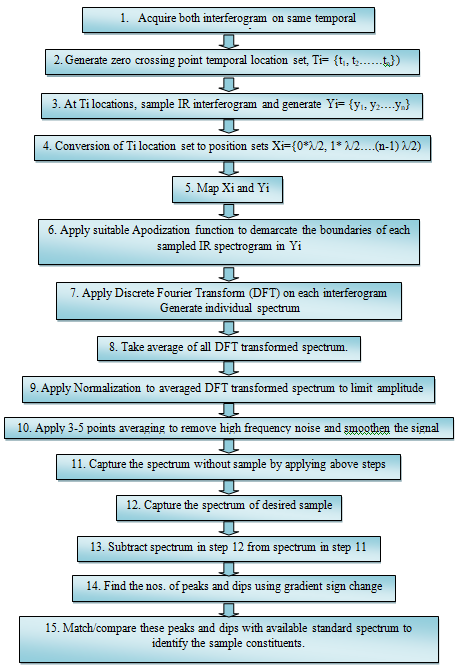 1. Acquire both interferogram on same temporal
2. Generate zero crossing point temporal location set, Ti= {t₁, t₂……tₙ})
3. At Ti locations, sample IR interferogram and generate Yi= {y₁, y₂….yₙ}
4. Conversion of Ti location set to position sets Xi={0*λ/2, 1* λ/2….(n-1) λ/2)
5. Map Xi and Yi
6. Apply suitable Apodization function to demarcate the boundaries of each
sampled IR spectrogram in Yi
7. Apply Discrete Fourier Transform (DFT) on each interferogram
Generate individual spectrum
8. Take average of all DFT transformed spectrum.
9. Apply Normalization to averaged DFT transformed spectrum to limit amplitude
10. Apply 3-5 points averaging to remove high frequency noise and smoothen the signal
11. Capture the spectrum without sample by applying above steps
12. Capture the spectrum of desired sample
13. Subtract spectrum in step 12 from spectrum in step 11
14. Find the nos. of peaks and dips using gradient sign change
15. Match/compare these peaks and dips with available standard spectrum to
identify the sample constituents.